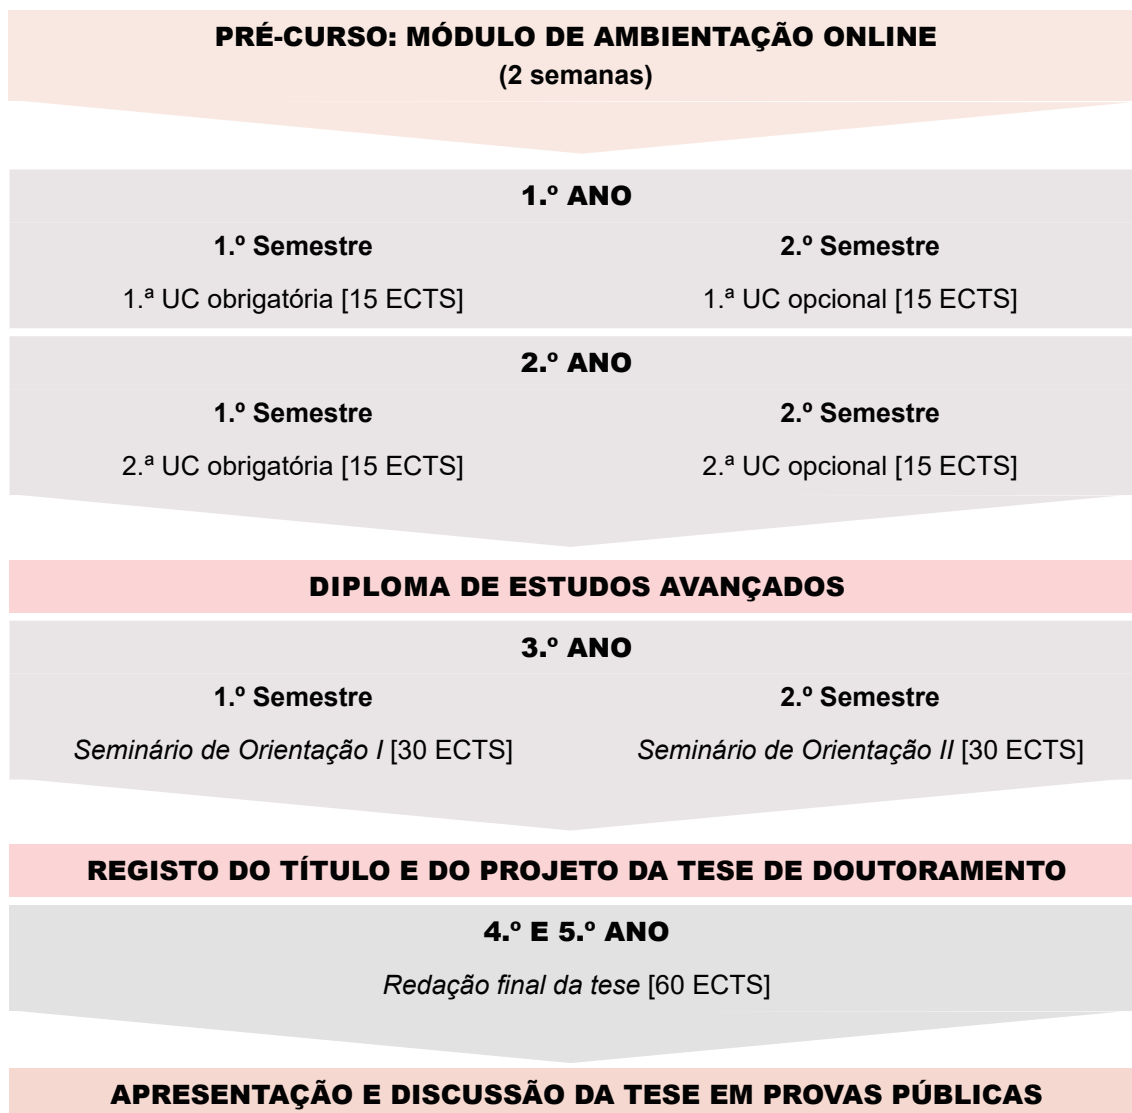 PRÉ-CURSO: MÓDULO DE AMBIENTAÇÃO ONLINE
(2 semanas)
1.º ANO
1.º Semestre
2.º Semestre
1.ª UC obrigatória [15 ECTS]
1.ª UC opcional [15 ECTS]
2.º ANO
1.º Semestre
2.º Semestre
2.ª UC obrigatória [15 ECTS]
2.ª UC opcional [15 ECTS]
DIPLOMA DE ESTUDOS AVANÇADOS
3.º ANO
1.º Semestre
2.º Semestre
Seminário de Orientação I [30 ECTS]
Seminário de Orientação II [30 ECTS]
REGISTO DO TÍTULO E DO PROJETO DA TESE DE DOUTORAMENTO
4.º E 5.º ANO
Redação final da tese [60 ECTS]
APRESENTAÇÃO E DISCUSSÃO DA TESE EM PROVAS PÚBLICAS